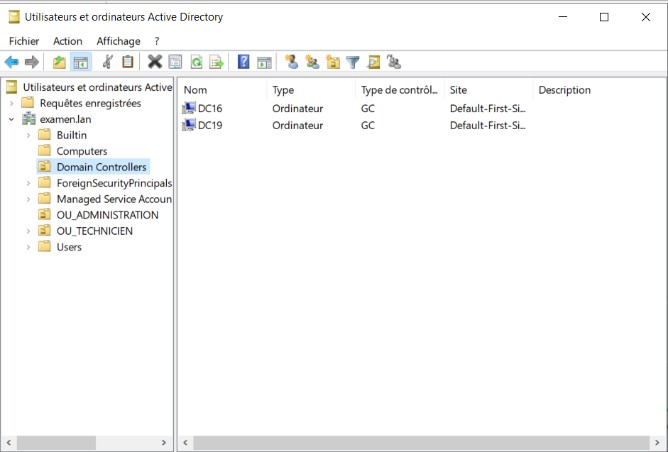 Utilisateurs et ordinateurs Active Directory
Fichier Action Affichage ?
Utilisateurs et ordinateurs Active
Requêtes enregistrées
examen.lan
Builtin
Computers
Domain Controllers
ForeignSecurityPrincipals
Managed Service Accoun
OU_ADMINISTRATION
OU_TECHNICIEN
Users
Nom Type Type de contrôl... Site Description
DC16 Ordinateur GC Default-First-Si...
DC19 Ordinateur GC Default-First-Si...